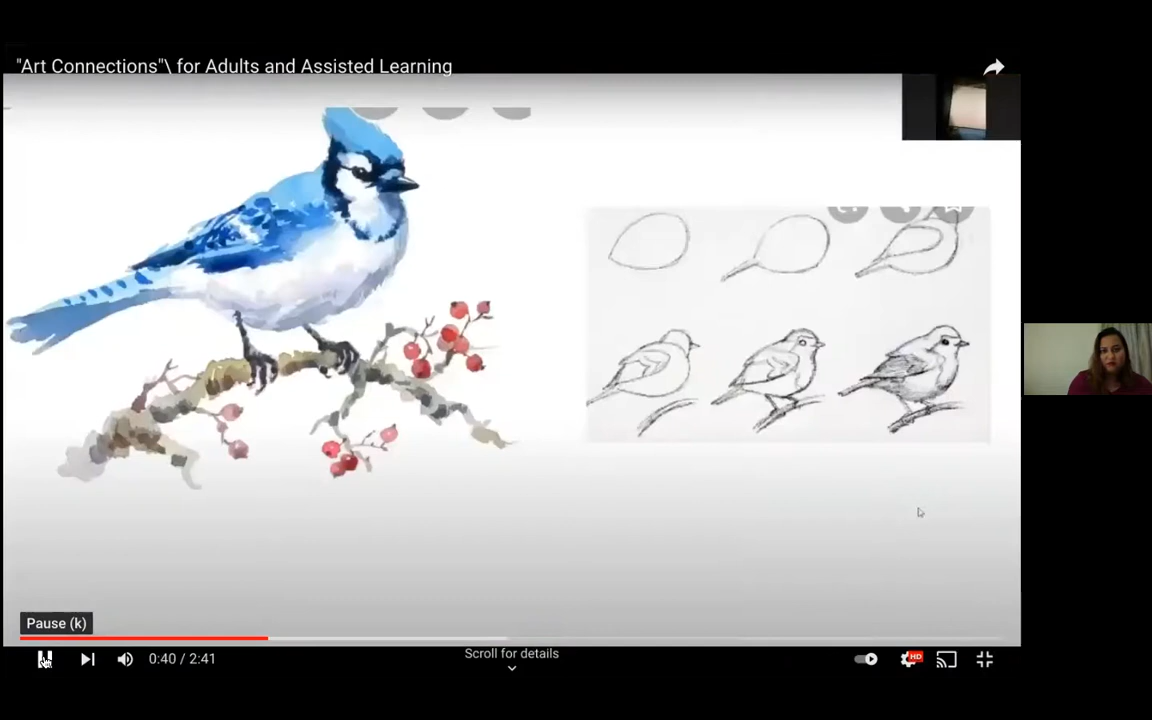 "Art Connections"\ for Adults and Assisted Learning
Pause (k)
0:40 / 2:41
Scroll for details
HD